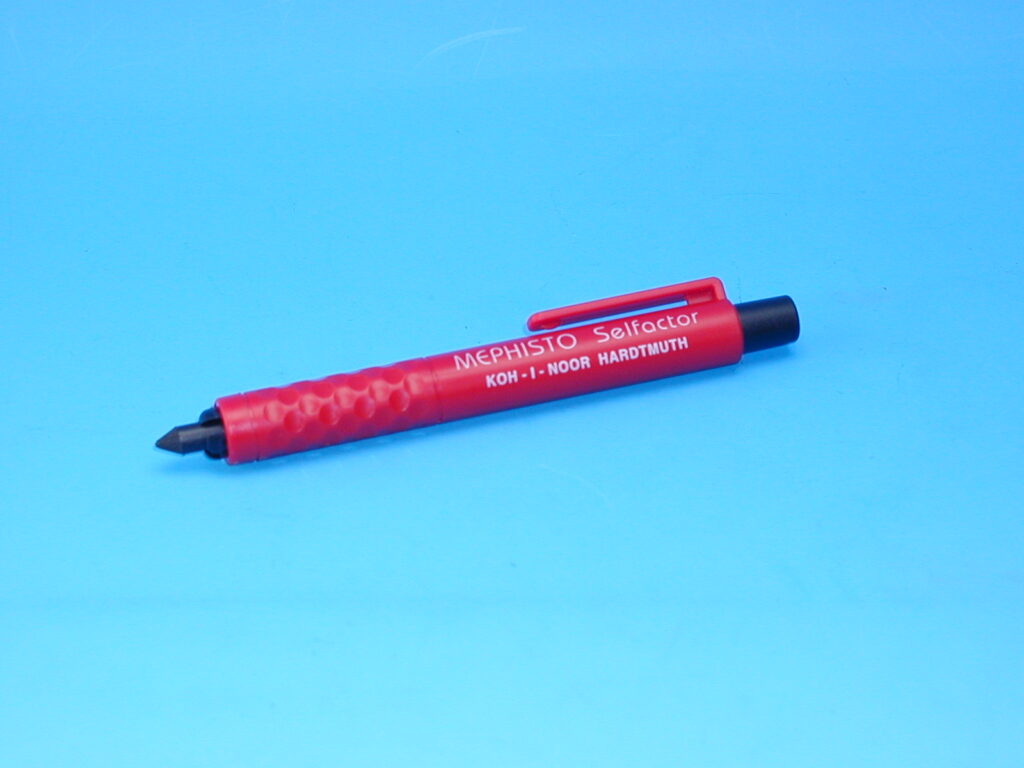 MEPHISTO Selfactor
KOH-I-NOOR HARDTMUTH